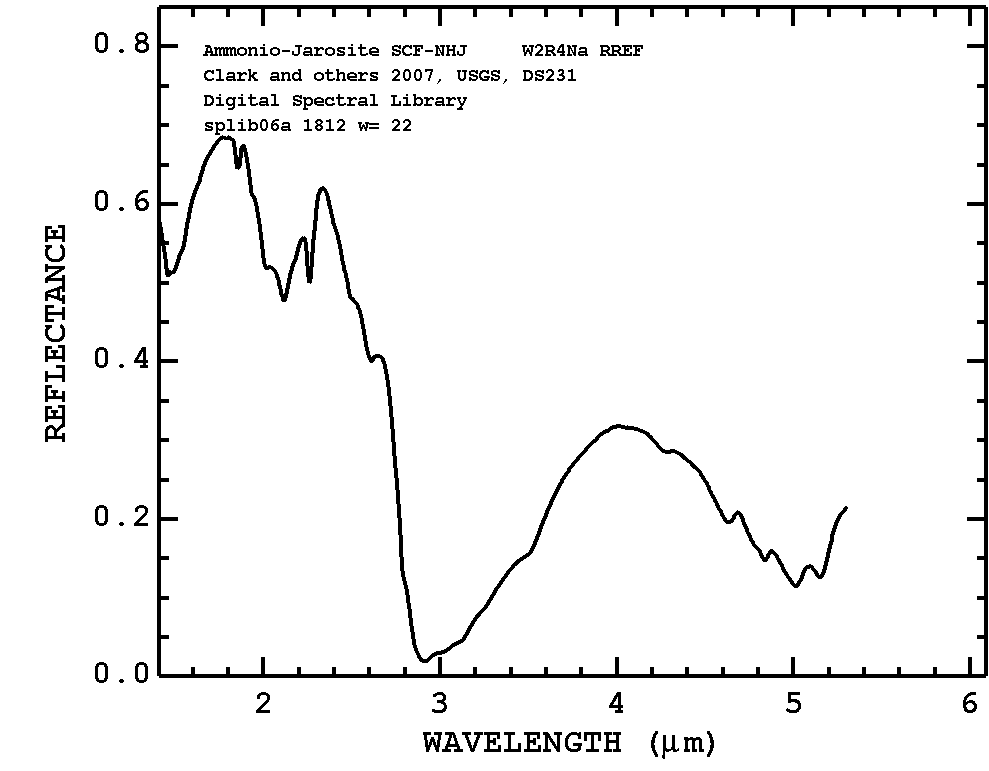 Ammonio-Jarosite SCF-NHJ W2R4Na RREF
Clark and others 2007, USGS, DS231
Digital Spectral Library
splib06a 1812 w= 22
0.8
0.6
0.4
0.2
0.0
REFLECTANCE
2 3 4 5 6
WAVELENGTH (μm)